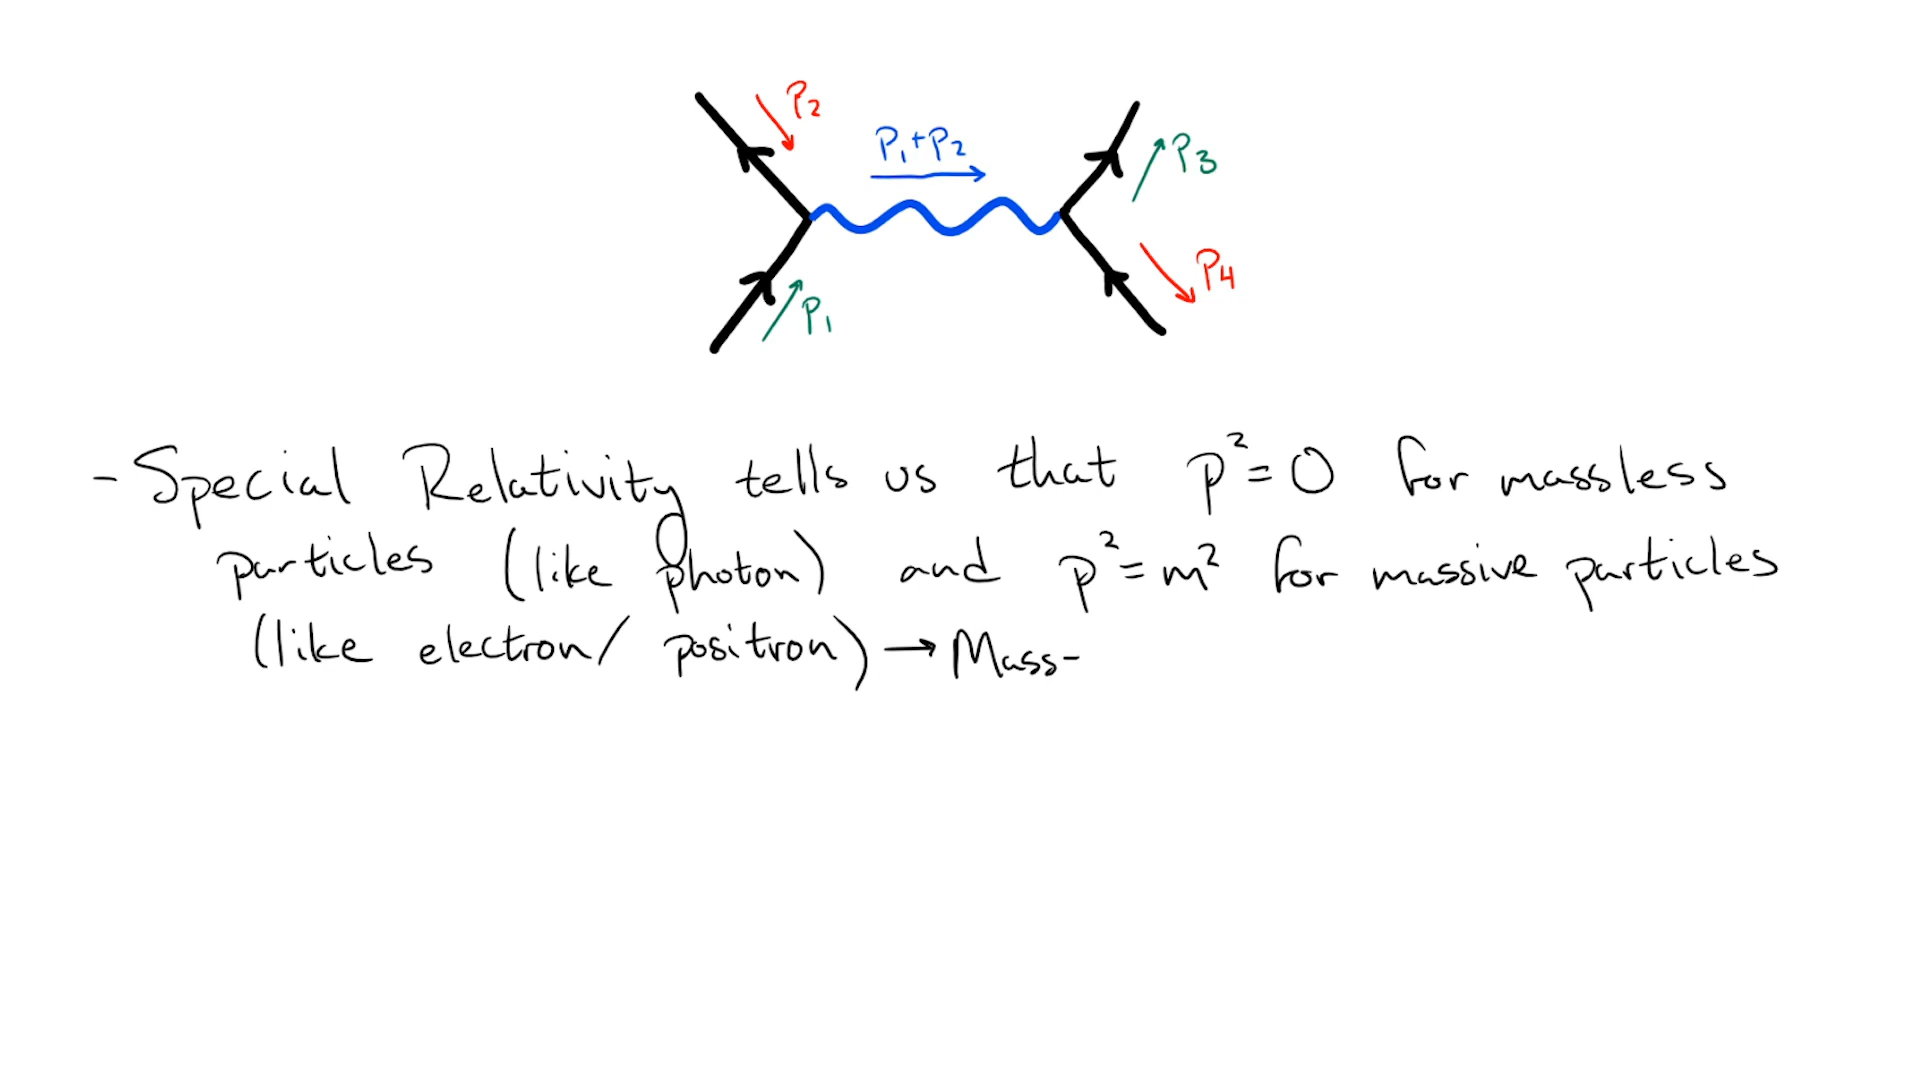 P₂
P₁+P₂
P₃
P₄
P₁
- Special Relativity tells us that p²=0 for massless
particles (like photon) and p²=m² for massive particles
(like electron/ positron) → Mass-